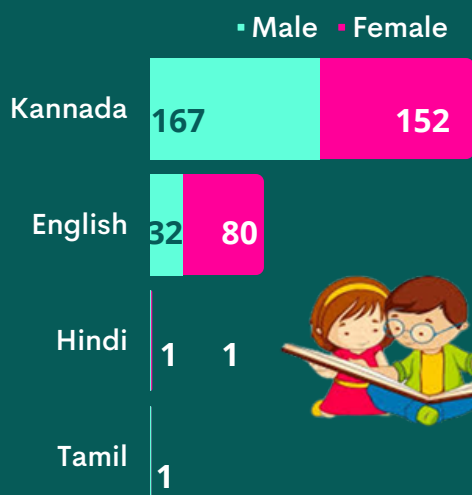 Male Female
Kannada 167 152
English 32 80
Hindi 1 1
Tamil 1